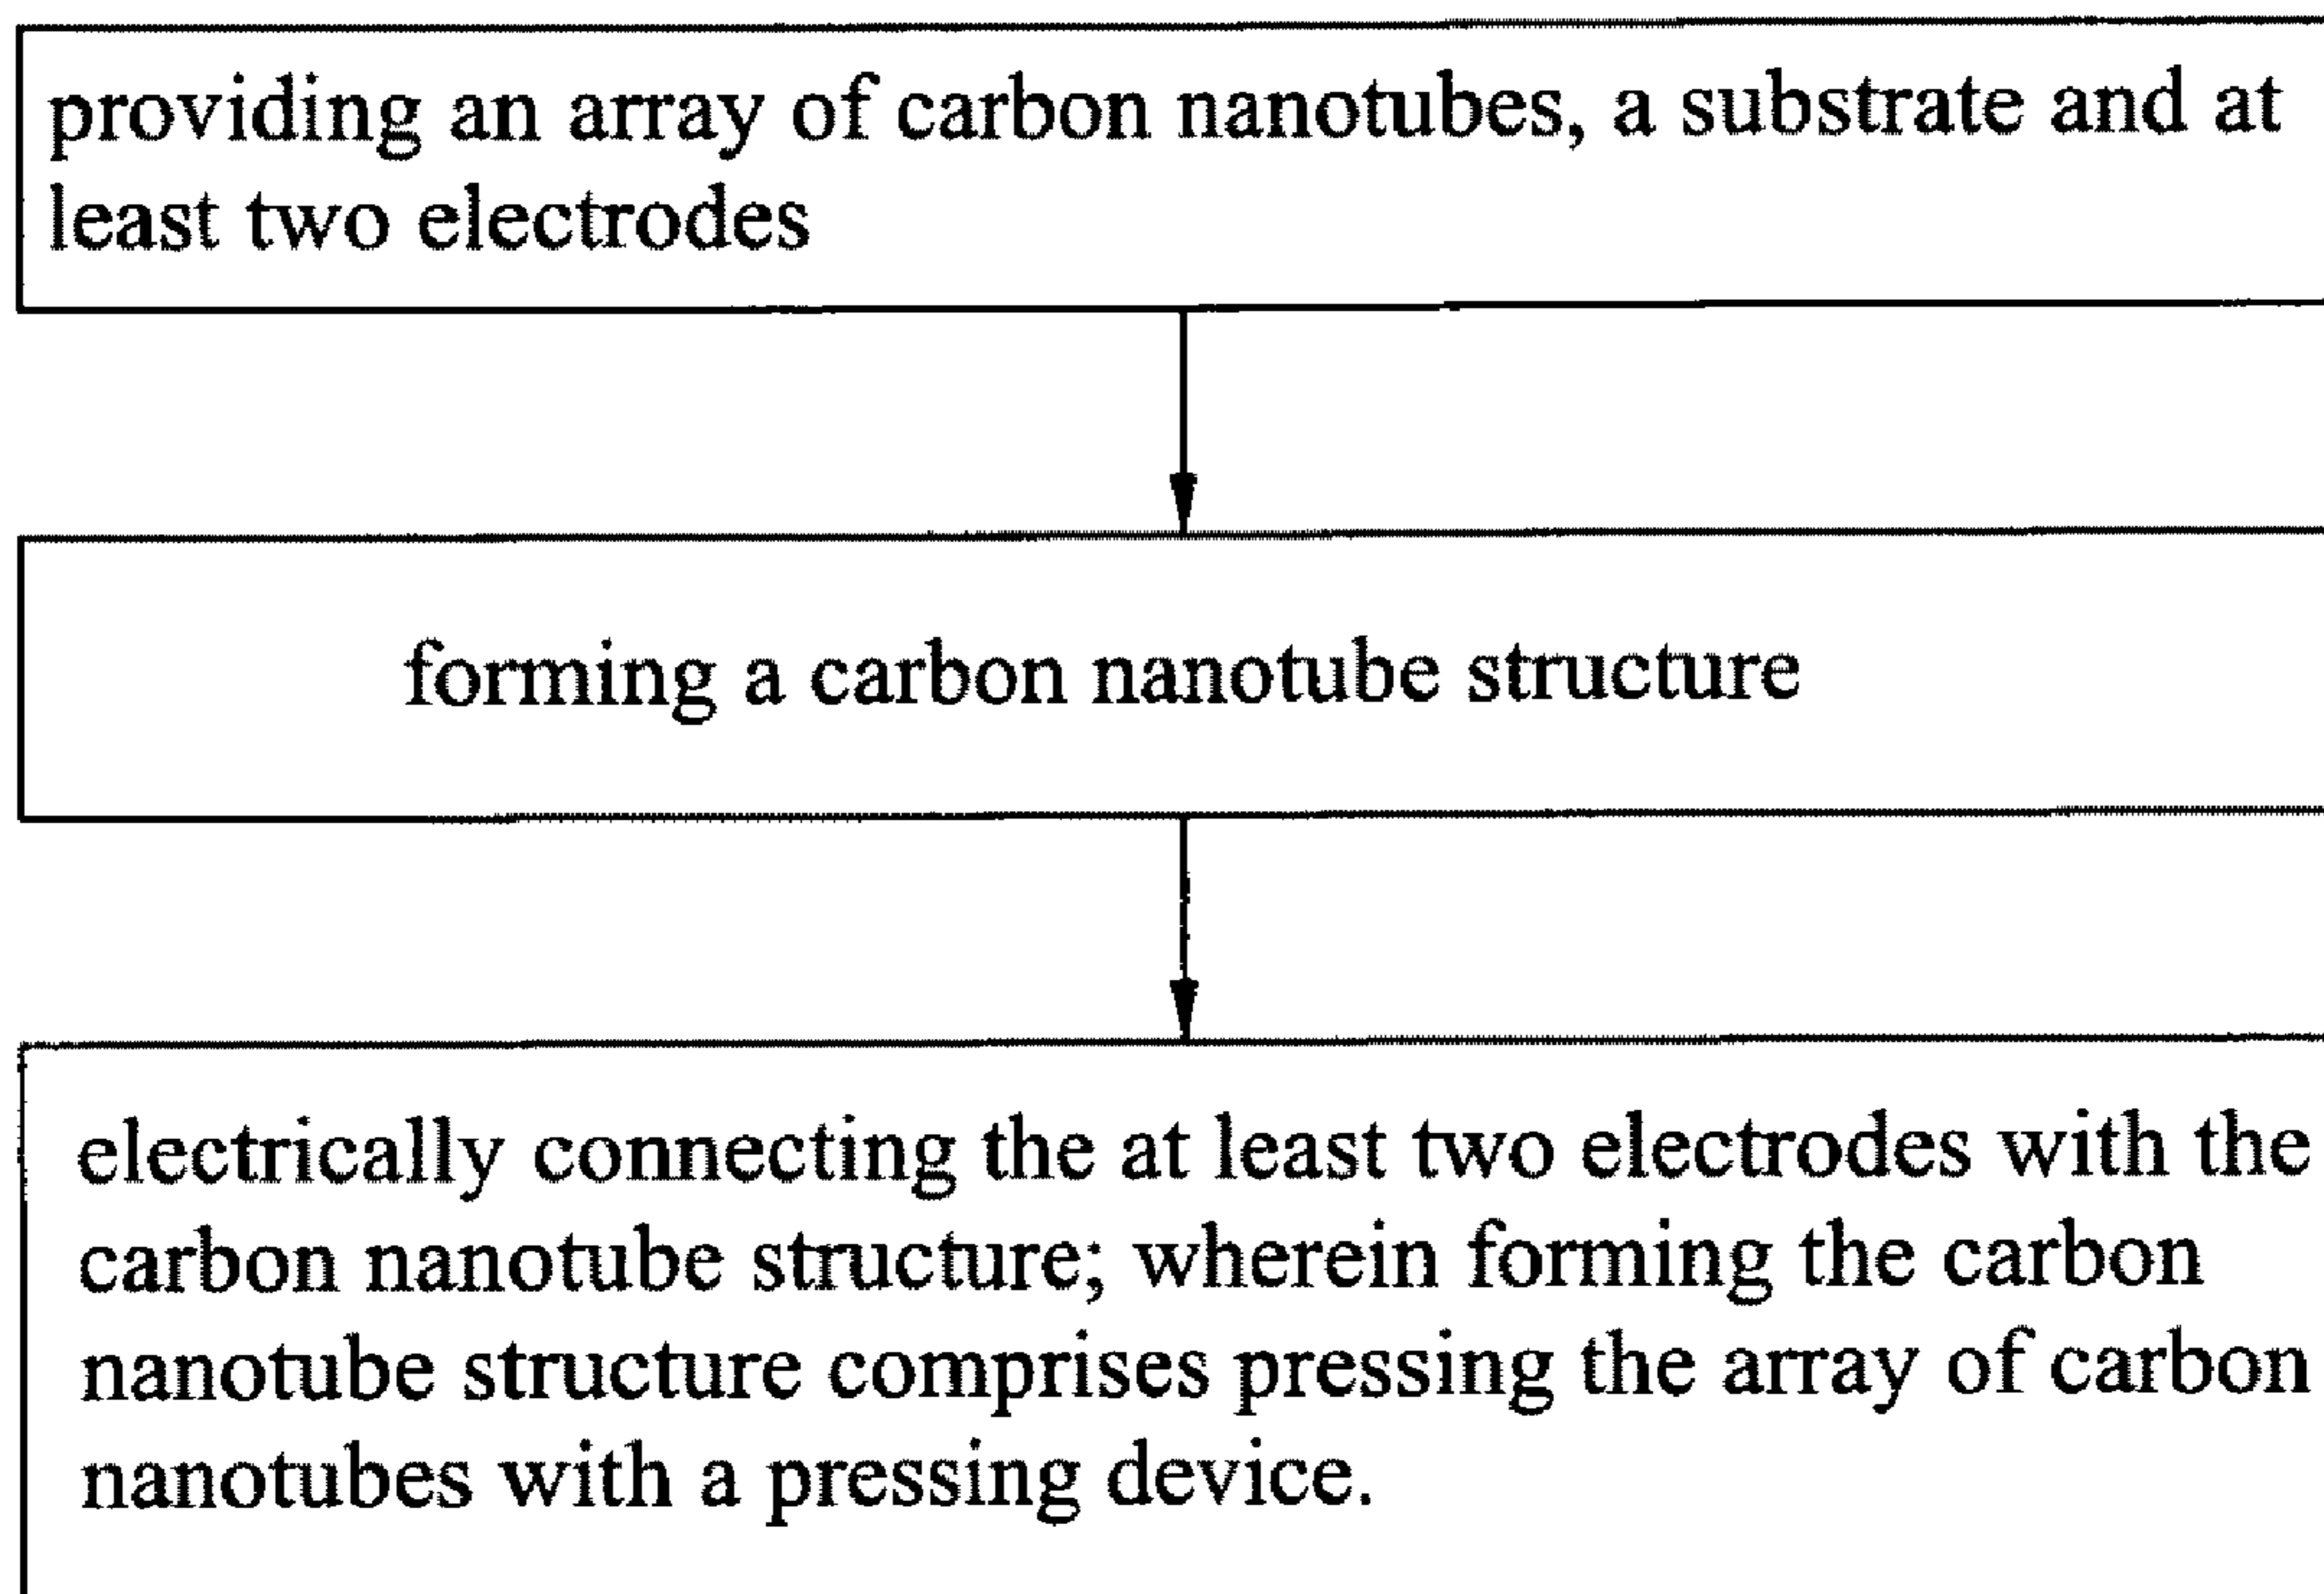 providing an array of carbon nanotubes, a substrate and at
least two electrodes
forming a carbon nanotube structure
electrically connecting the at least two electrodes with the
carbon nanotube structure; wherein forming the carbon
nanotube structure comprises pressing the array of carbon
nanotubes with a pressing device.